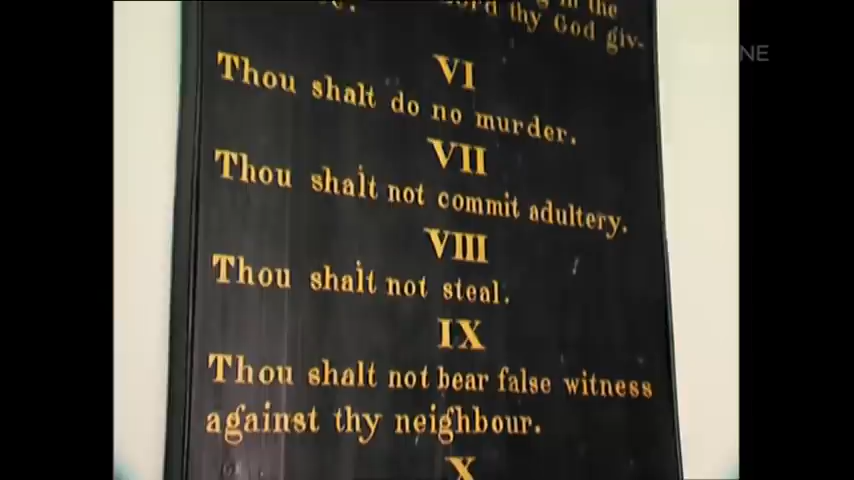 in the
Lord thy God giv-
VI
Thou shalt do no murder.
VII
Thou shalt not commit adultery.
VIII
Thou shalt not steal.
IX
Thou shalt not bear false witness
against thy neighbour.
X